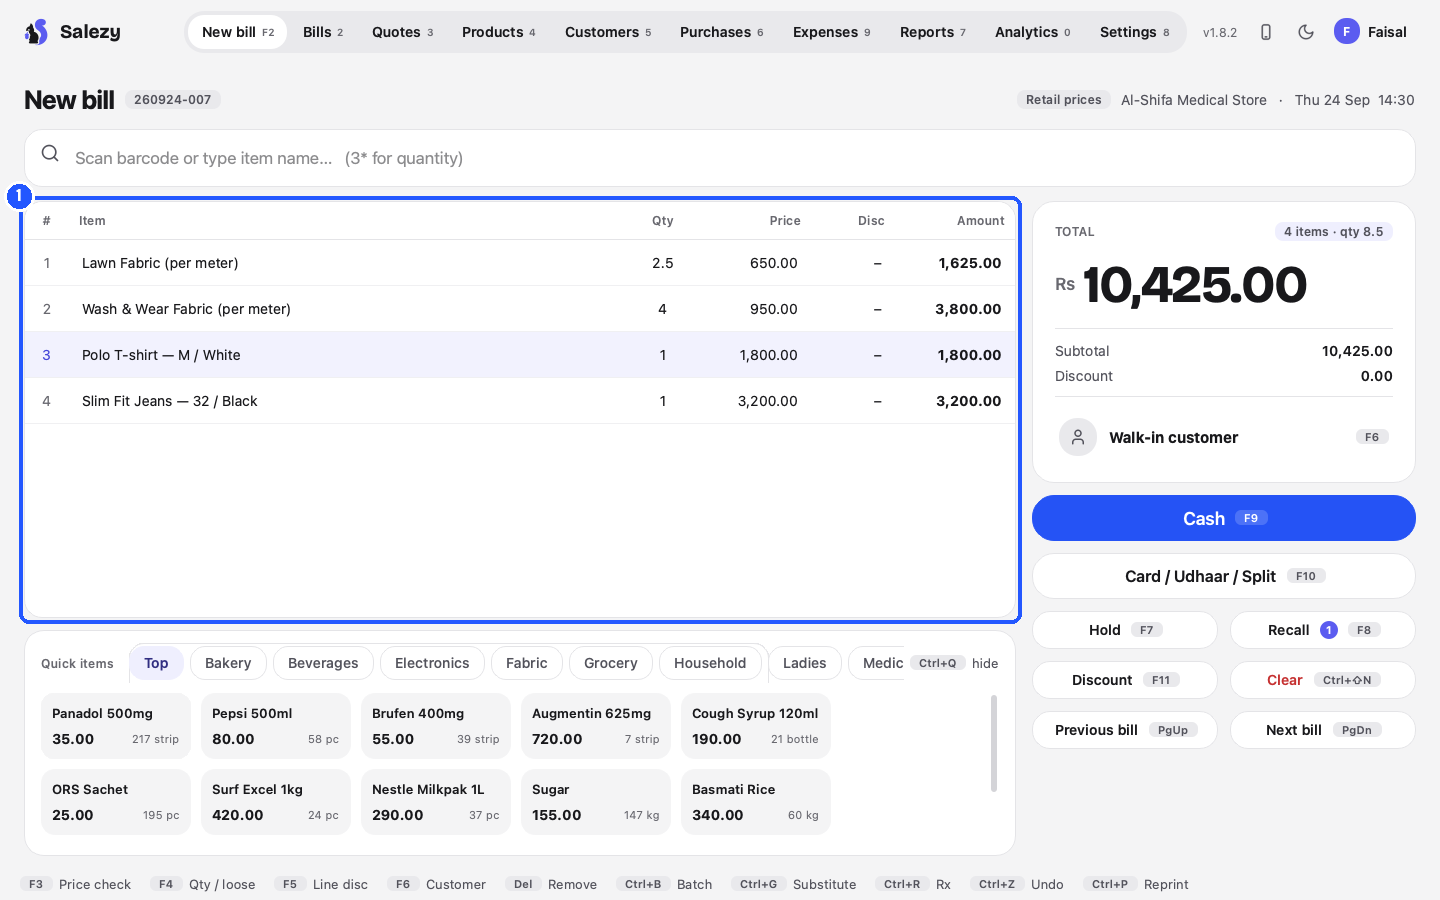 Salezy
New bill F2 Bills 2 Quotes 3 Products 4 Customers 5 Purchases 6 Expenses 9 Reports 7 Analytics 0 Settings 8 v1.8.2 F Faisal
New bill 260924-007 Retail prices Al-Shifa Medical Store · Thu 24 Sep 14:30
Scan barcode or type item name... (3* for quantity)
1
# Item Qty Price Disc Amount
1 Lawn Fabric (per meter) 2.5 650.00 – 1,625.00
2 Wash & Wear Fabric (per meter) 4 950.00 – 3,800.00
3 Polo T-shirt — M / White 1 1,800.00 – 1,800.00
4 Slim Fit Jeans — 32 / Black 1 3,200.00 – 3,200.00
TOTAL 4 items · qty 8.5
Rs 10,425.00
Subtotal 10,425.00
Discount 0.00
Walk-in customer F6
Cash F9
Card / Udhaar / Split F10
Hold F7 Recall 1 F8
Discount F11 Clear Ctrl+⇧N
Previous bill PgUp Next bill PgDn
Quick items Top Bakery Beverages Electronics Fabric Grocery Household Ladies Medic Ctrl+Q hide
Panadol 500mg Pepsi 500ml Brufen 400mg Augmentin 625mg Cough Syrup 120ml
35.00 217 strip 80.00 58 pc 55.00 39 strip 720.00 7 strip 190.00 21 bottle
ORS Sachet Surf Excel 1kg Nestle Milkpak 1L Sugar Basmati Rice
25.00 195 pc 420.00 24 pc 290.00 37 pc 155.00 147 kg 340.00 60 kg
F3 Price check F4 Qty / loose F5 Line disc F6 Customer Del Remove Ctrl+B Batch Ctrl+G Substitute Ctrl+R Rx Ctrl+Z Undo Ctrl+P Reprint